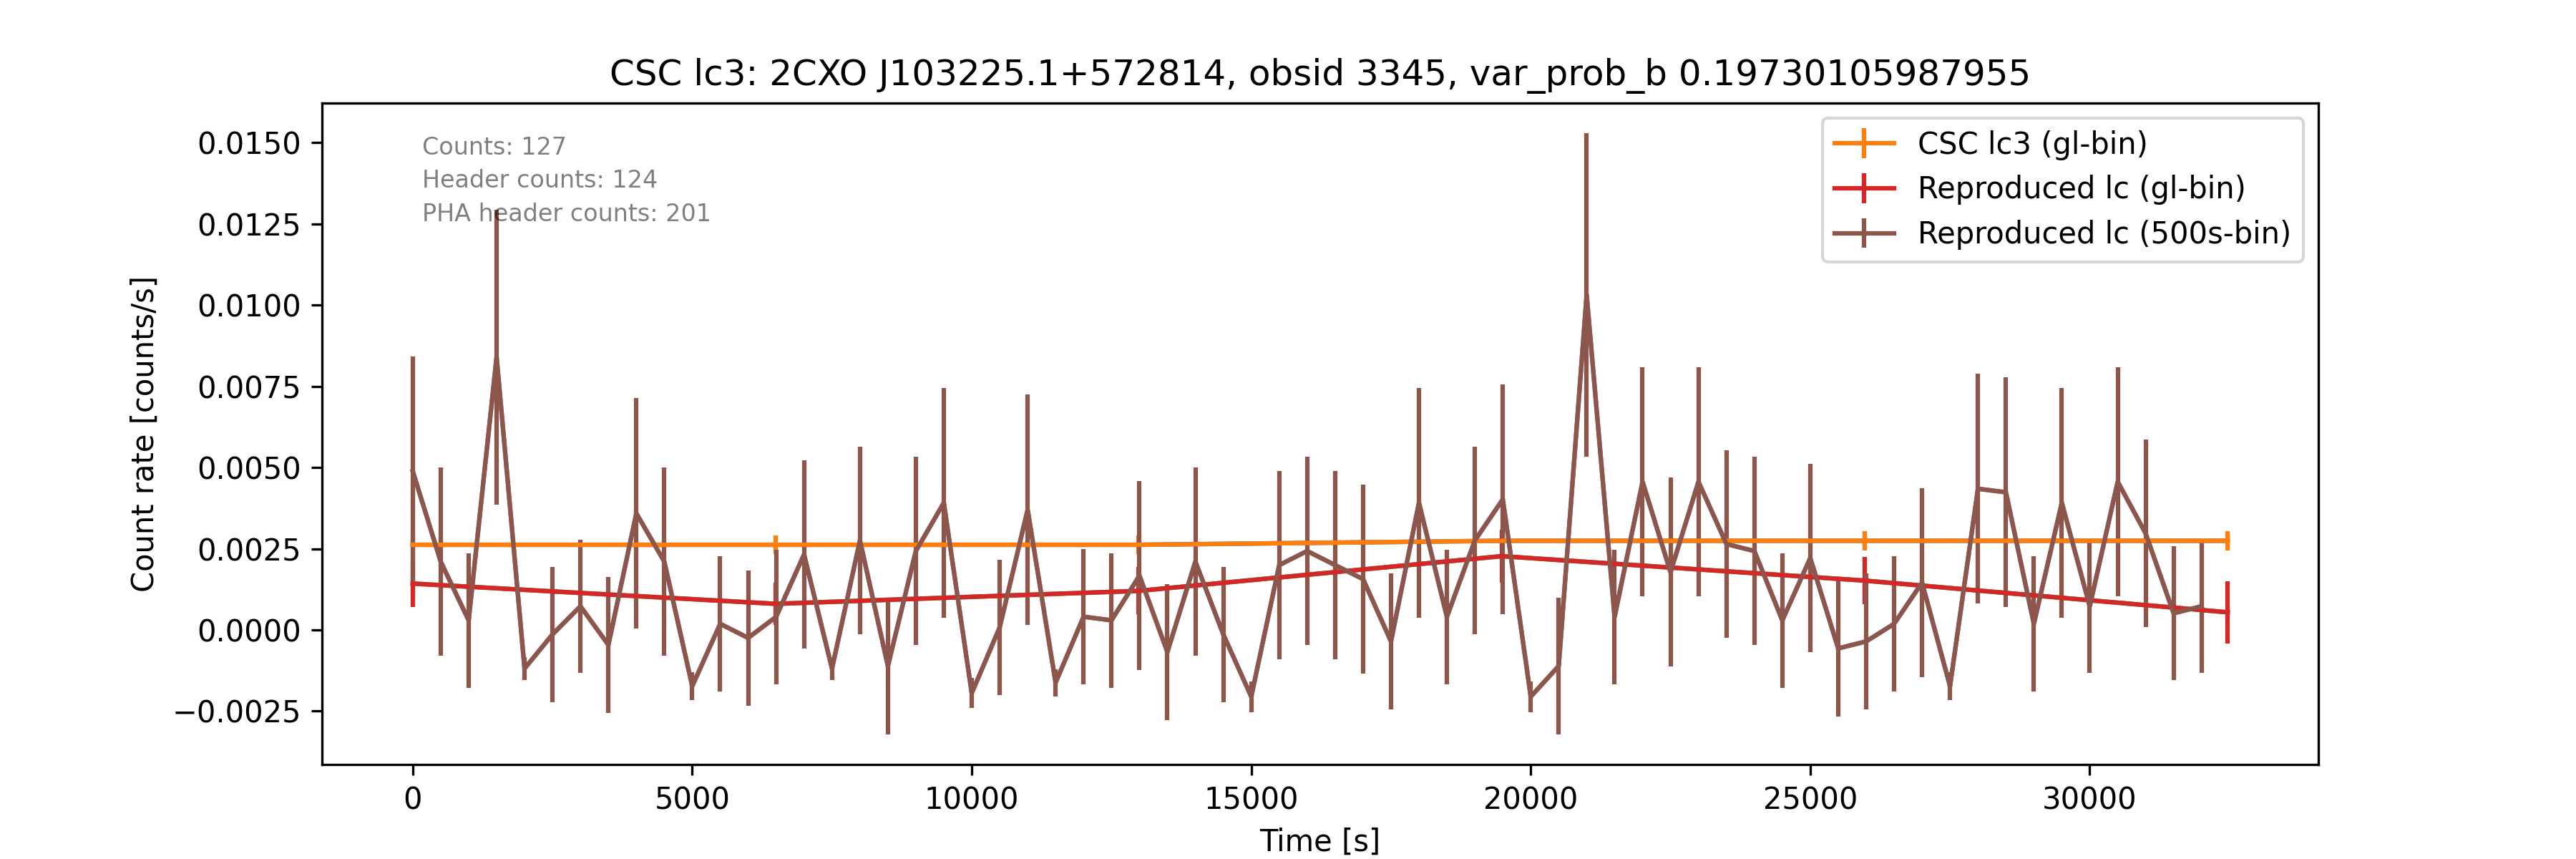 CSC lc3: 2CXO J103225.1+572814, obsid 3345, var_prob_b 0.19730105987955
Counts: 127
Header counts: 124
PHA header counts: 201
CSC lc3 (gl-bin)
Reproduced lc (gl-bin)
Reproduced lc (500s-bin)
Count rate [counts/s]
0.0150
0.0125
0.0100
0.0075
0.0050
0.0025
0.0000
−0.0025
0 5000 10000 15000 20000 25000 30000
Time [s]